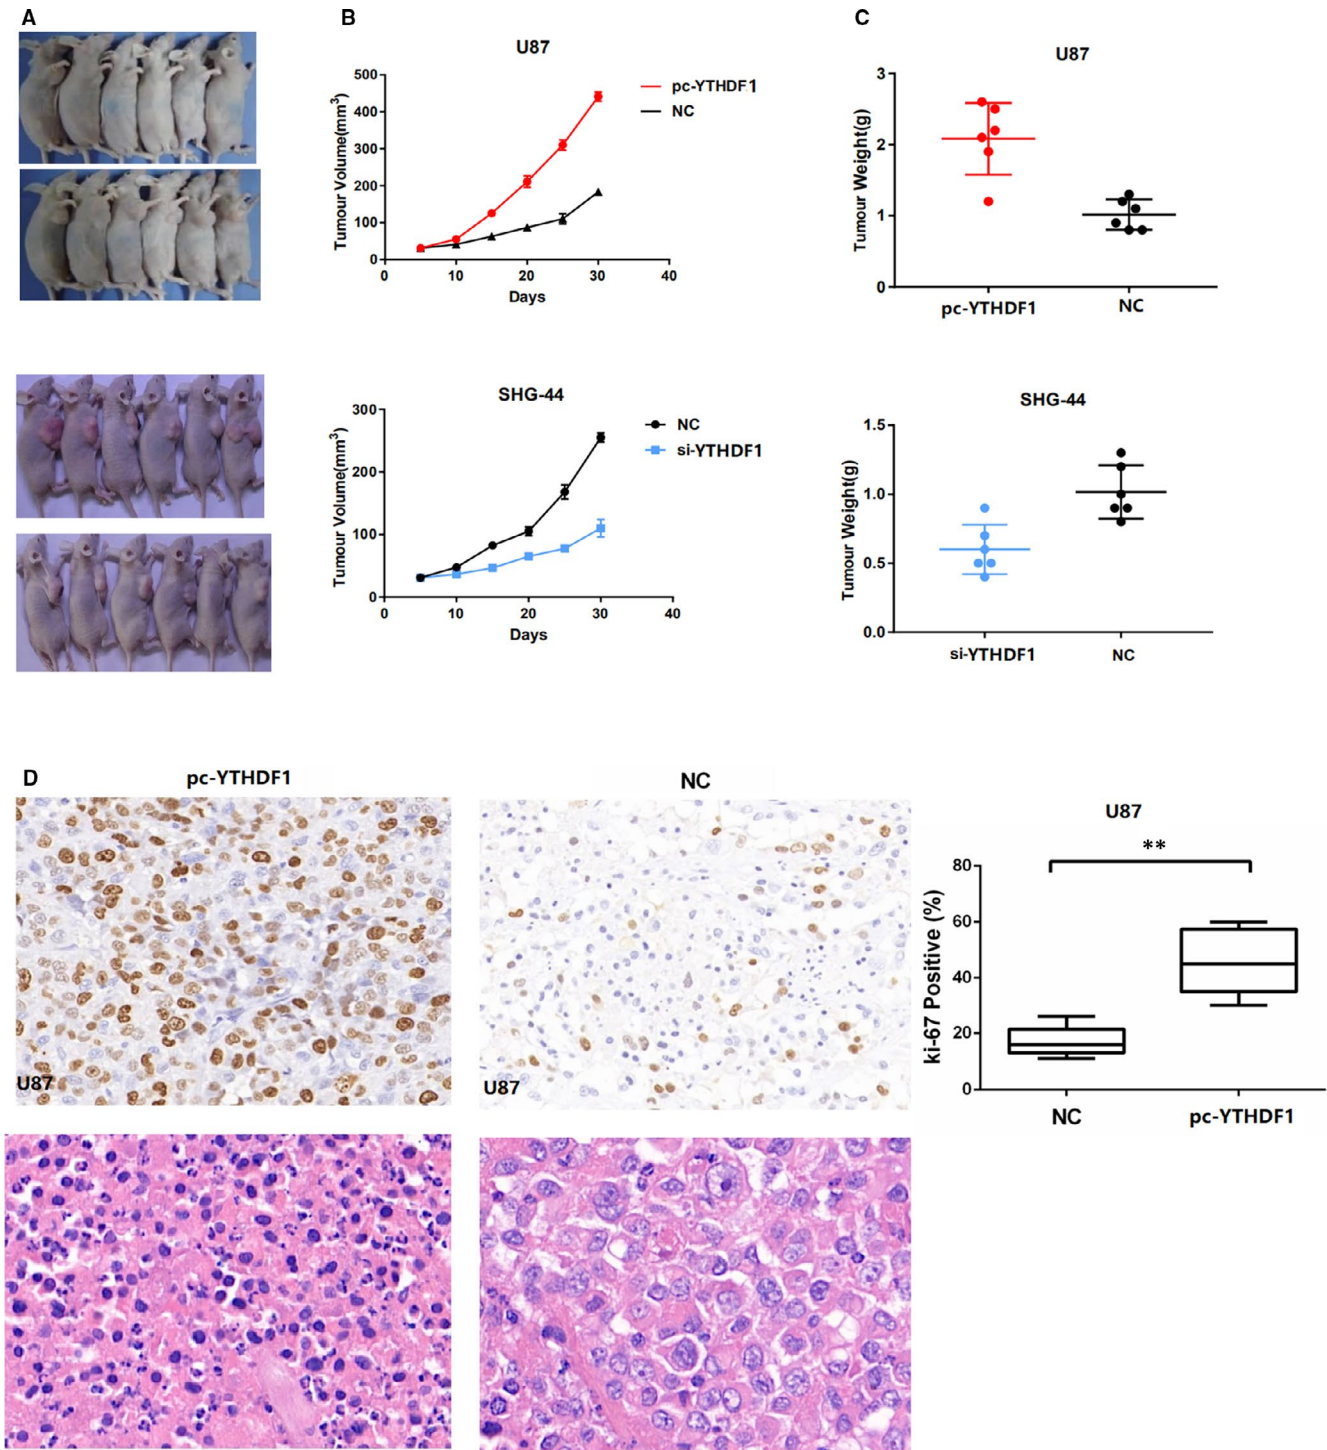 A
B
C
U87
500
400
300
200
100
0
Tumour Volume(mm³)
0 10 20 30 40
Days
pc-YTHDF1
NC
U87
3
2
1
0
Tumour Weight(g)
pc-YTHDF1 NC
SHG-44
300
200
100
0
Tumour Volume(mm³)
0 10 20 30 40
Days
NC
si-YTHDF1
SHG-44
1.5
1.0
0.5
0.0
Tumour Weight(g)
si-YTHDF1 NC
D
pc-YTHDF1
NC
U87
U87
U87
**
80
60
40
20
0
ki-67 Positive (%)
NC pc-YTHDF1